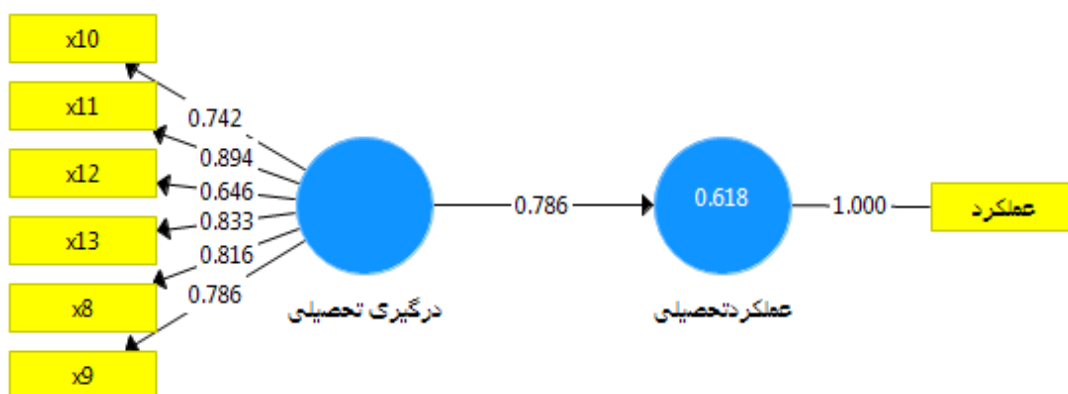 x10
x11
x12
x13
x8
x9
0.742
0.894
0.646
0.833
0.816
0.786
درگیری تحصیلی
0.786
0.618
عملکردتحصیلی
1.000
عملکرد